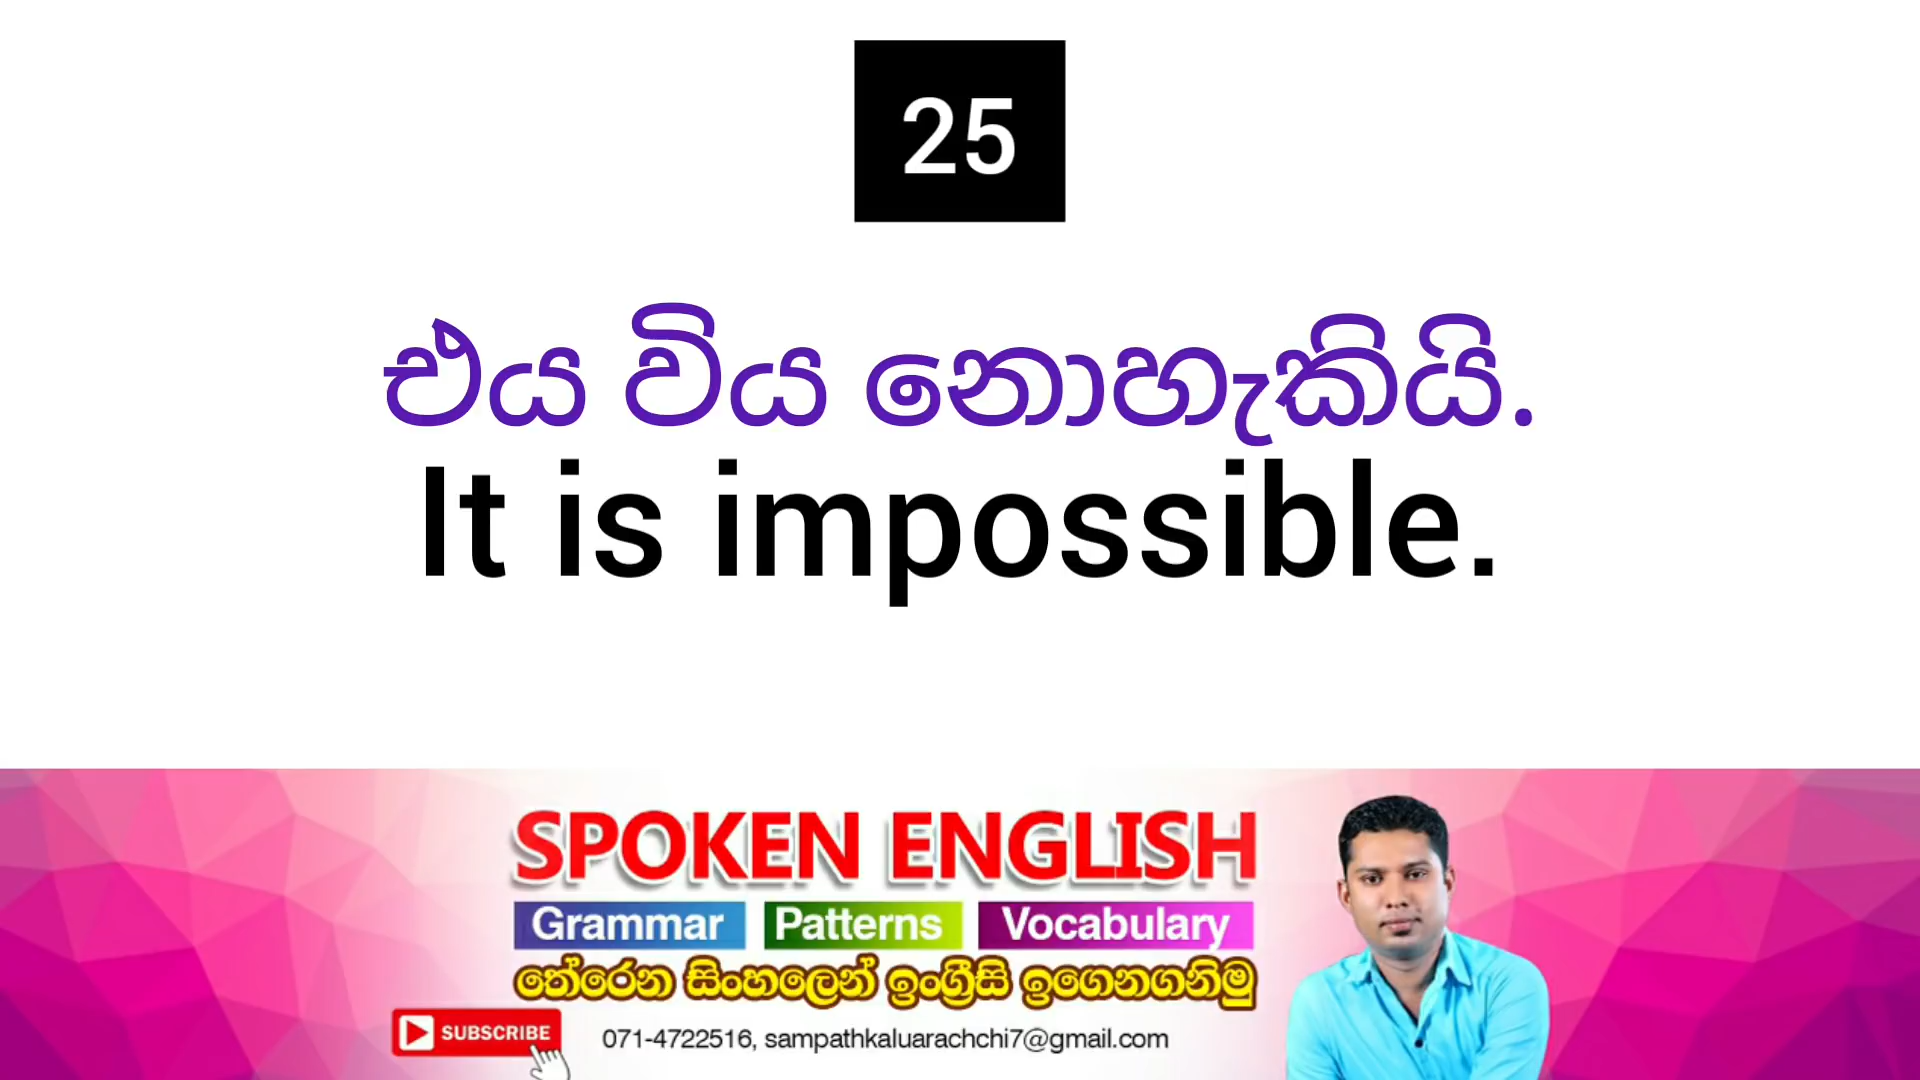 25
එය විය නොහැකියි.
It is impossible.
SPOKEN ENGLISH
Grammar Patterns Vocabulary
තේරෙන සිංහලෙන් ඉංග්‍රීසි ඉගෙනගනිමු
SUBSCRIBE
071-4722516, sampathkaluarachchi7@gmail.com